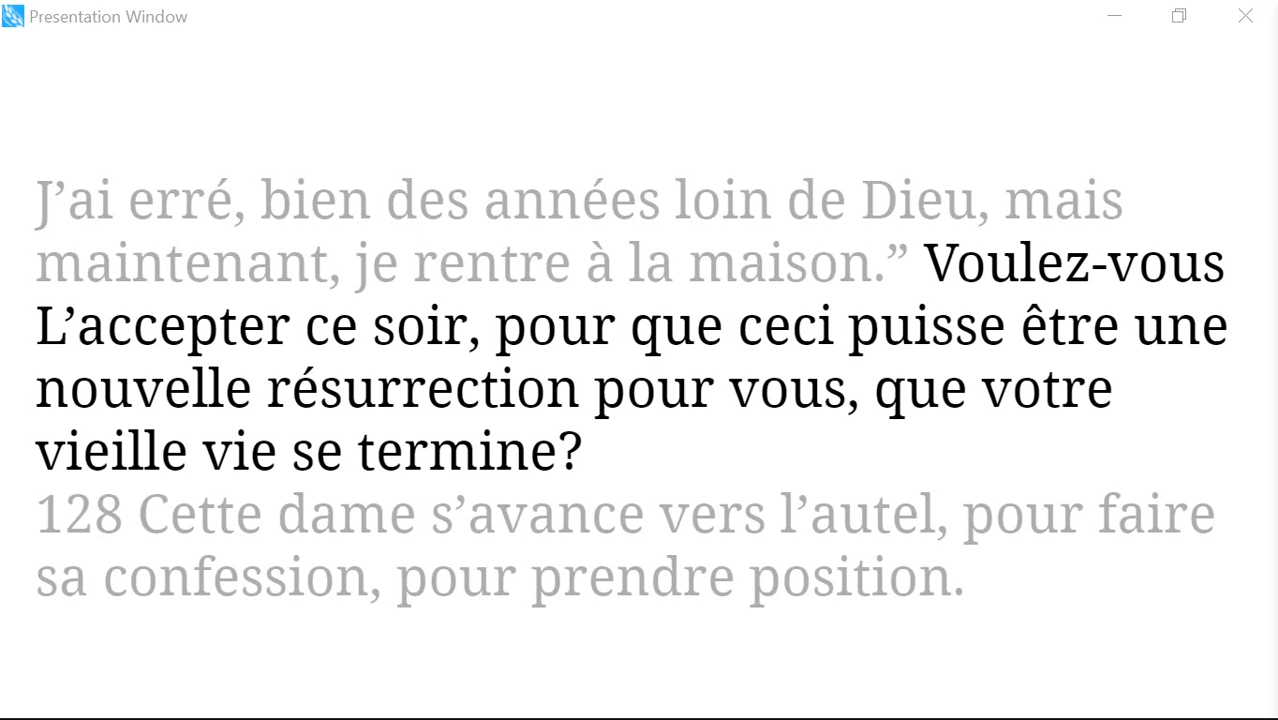 Presentation Window
J’ai erré, bien des années loin de Dieu, mais
maintenant, je rentre à la maison.” Voulez-vous
L’accepter ce soir, pour que ceci puisse être une
nouvelle résurrection pour vous, que votre
vieille vie se termine?
128 Cette dame s’avance vers l’autel, pour faire
sa confession, pour prendre position.